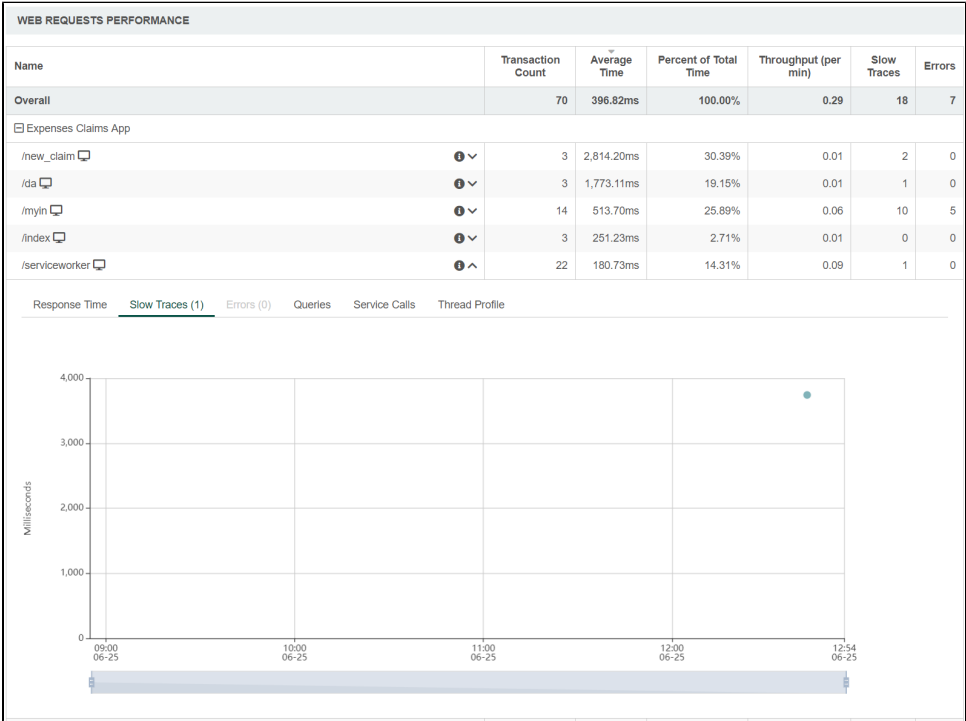 WEB REQUESTS PERFORMANCE
Name Transaction Count Average Time Percent of Total Time Throughput (per min) Slow Traces Errors
Overall 70 396.82ms 100.00% 0.29 18 7
Expenses Claims App
/new_claim 3 2,814.20ms 30.39% 0.01 2 0
/da 3 1,773.11ms 19.15% 0.01 1 0
/myin 14 513.70ms 25.89% 0.06 10 5
/index 3 251.23ms 2.71% 0.01 0 0
/serviceworker 22 180.73ms 14.31% 0.09 1 0
Response Time Slow Traces (1) Errors (0) Queries Service Calls Thread Profile
4,000
3,000
Milliseconds
2,000
1,000
0
09:00 10:00 11:00 12:00 12:54
06-25 06-25 06-25 06-25 06-25